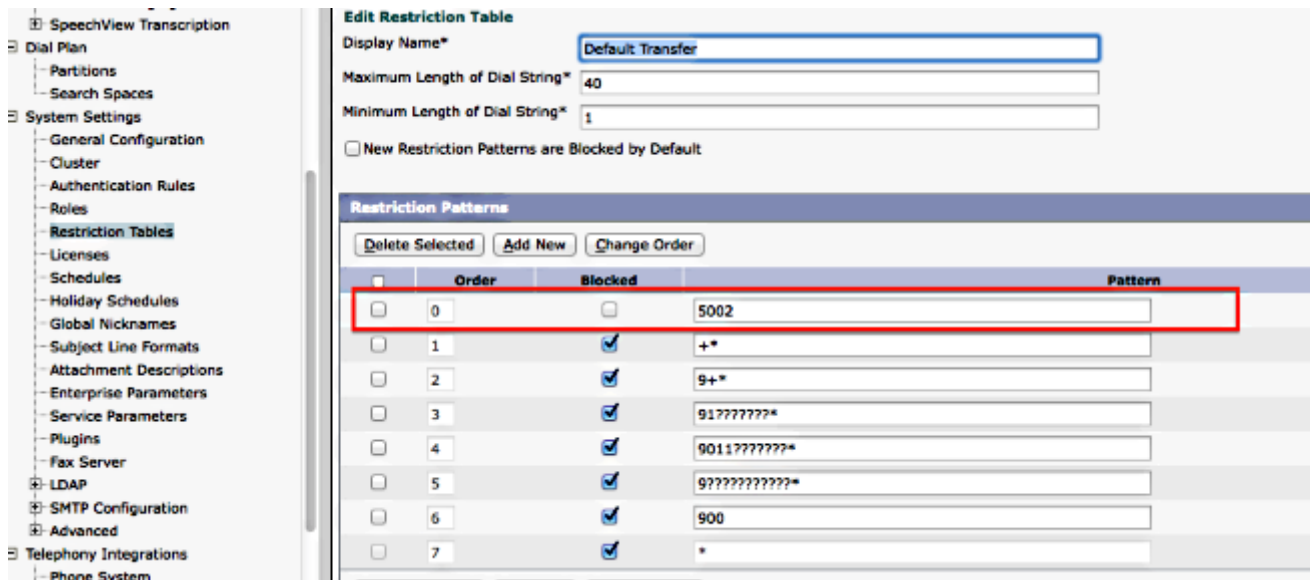 SpeechView Transcription
Dial Plan
Partitions
Search Spaces
System Settings
General Configuration
Cluster
Authentication Rules
Roles
Restriction Tables
Licenses
Schedules
Holiday Schedules
Global Nicknames
Subject Line Formats
Attachment Descriptions
Enterprise Parameters
Service Parameters
Plugins
Fax Server
LDAP
SMTP Configuration
Advanced
Telephony Integrations
Phone System
Edit Restriction Table
Display Name* Default Transfer
Maximum Length of Dial String* 40
Minimum Length of Dial String* 1
New Restriction Patterns are Blocked by Default
Restriction Patterns
Delete Selected Add New Change Order
Order Blocked Pattern
0 5002
1 +*
2 9+*
3 91???????*
4 9011???????*
5 9???????????*
6 900
7 *